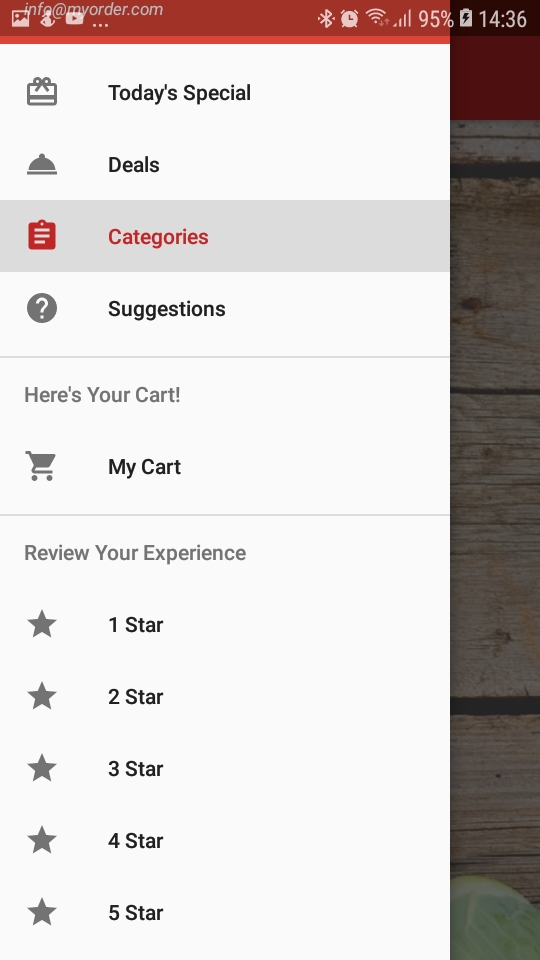 info@myorder.com
... 95% 14:36
Today's Special
Deals
Categories
Suggestions
Here's Your Cart!
My Cart
Review Your Experience
1 Star
2 Star
3 Star
4 Star
5 Star